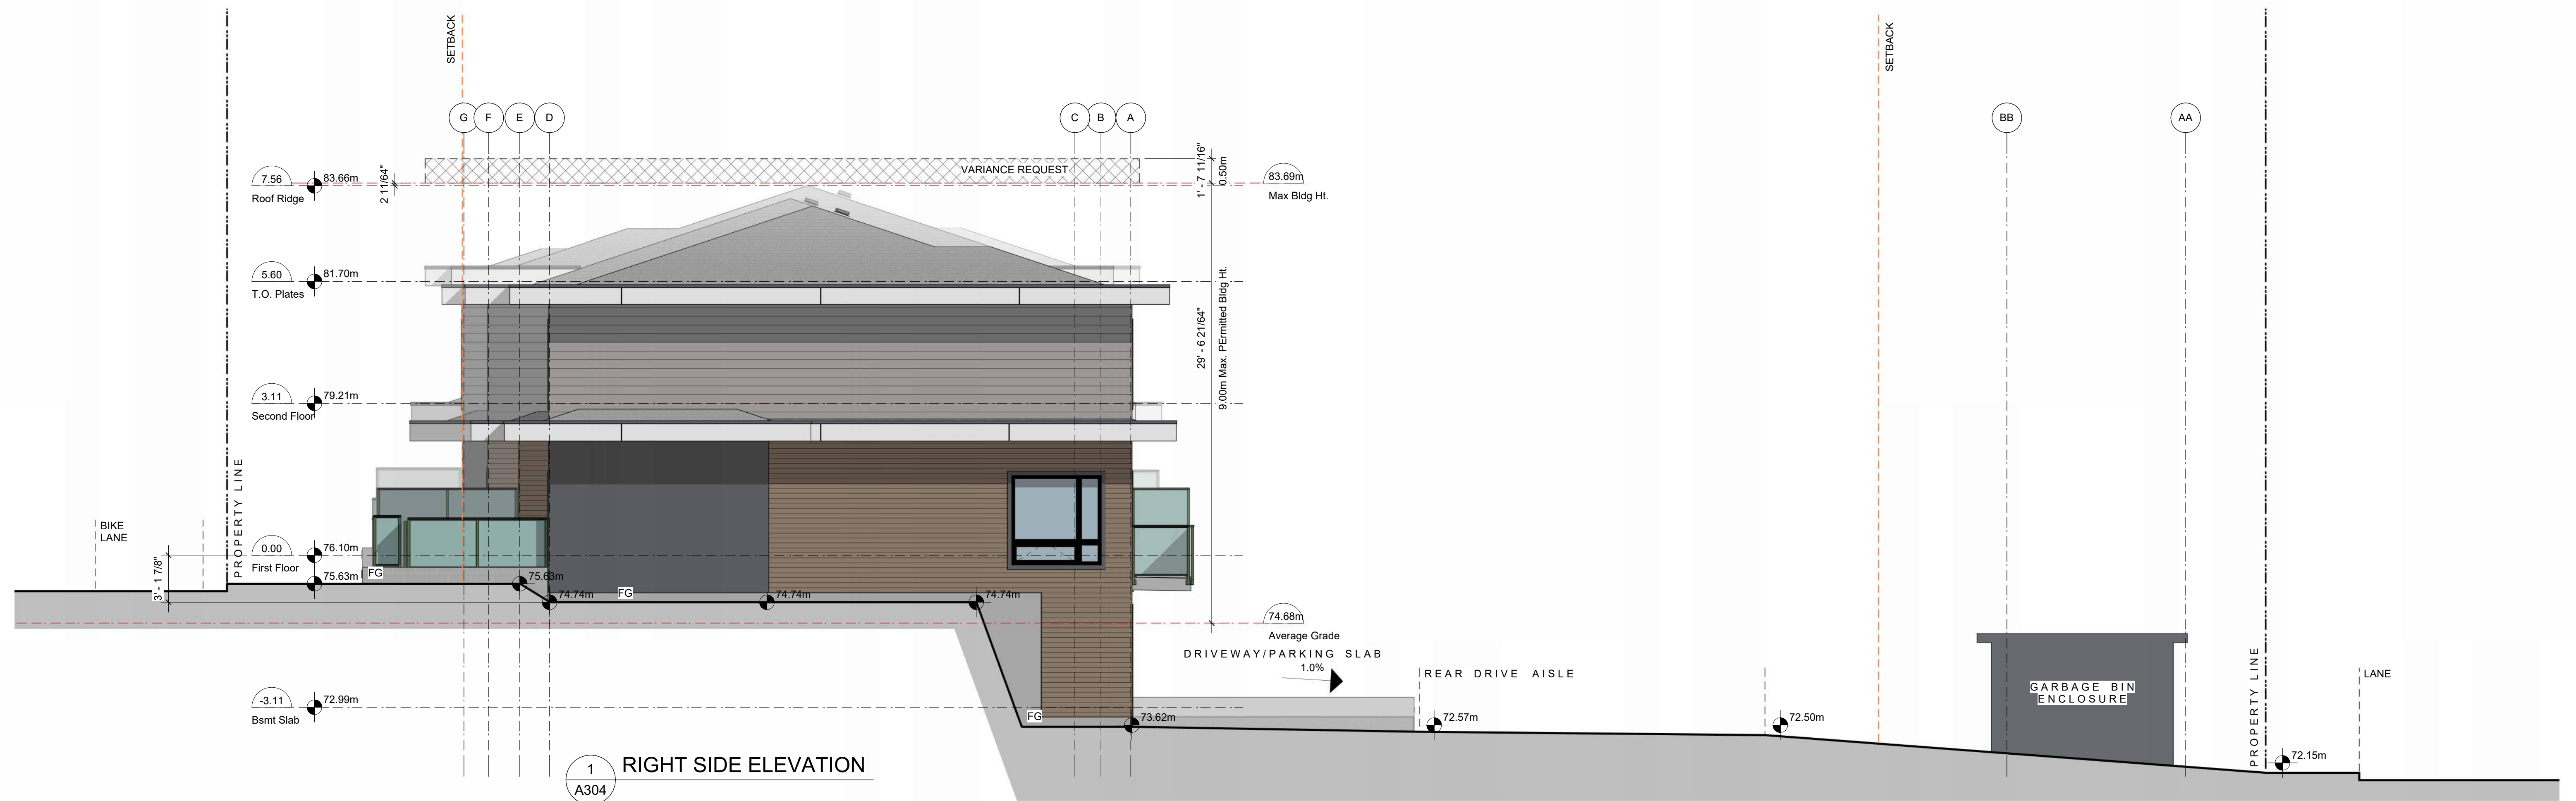 SETBACK
SETBACK
G
F
E
D
C
B
A
BB
AA
VARIANCE REQUEST
1' - 7 11/16"
0.50m
2 11/64"
7.56
83.66m
Roof Ridge
83.69m
Max Bldg Ht.
5.60
81.70m
T.O. Plates
29' - 6 21/64"
9.00m Max. PErmitted Bldg Ht.
3.11
79.21m
Second Floor
PROPERTY LINE
BIKE
LANE
0.00
76.10m
First Floor
3' - 1 7/8"
75.63m
FG
75.63m
74.74m
FG
74.74m
74.74m
74.68m
Average Grade
DRIVEWAY/PARKING SLAB
1.0%
REAR DRIVE AISLE
GARBAGE BIN
ENCLOSURE
PROPERTY LINE
LANE
-3.11
72.99m
Bsmt Slab
FG
73.62m
72.57m
72.50m
72.15m
1
A304
RIGHT SIDE ELEVATION